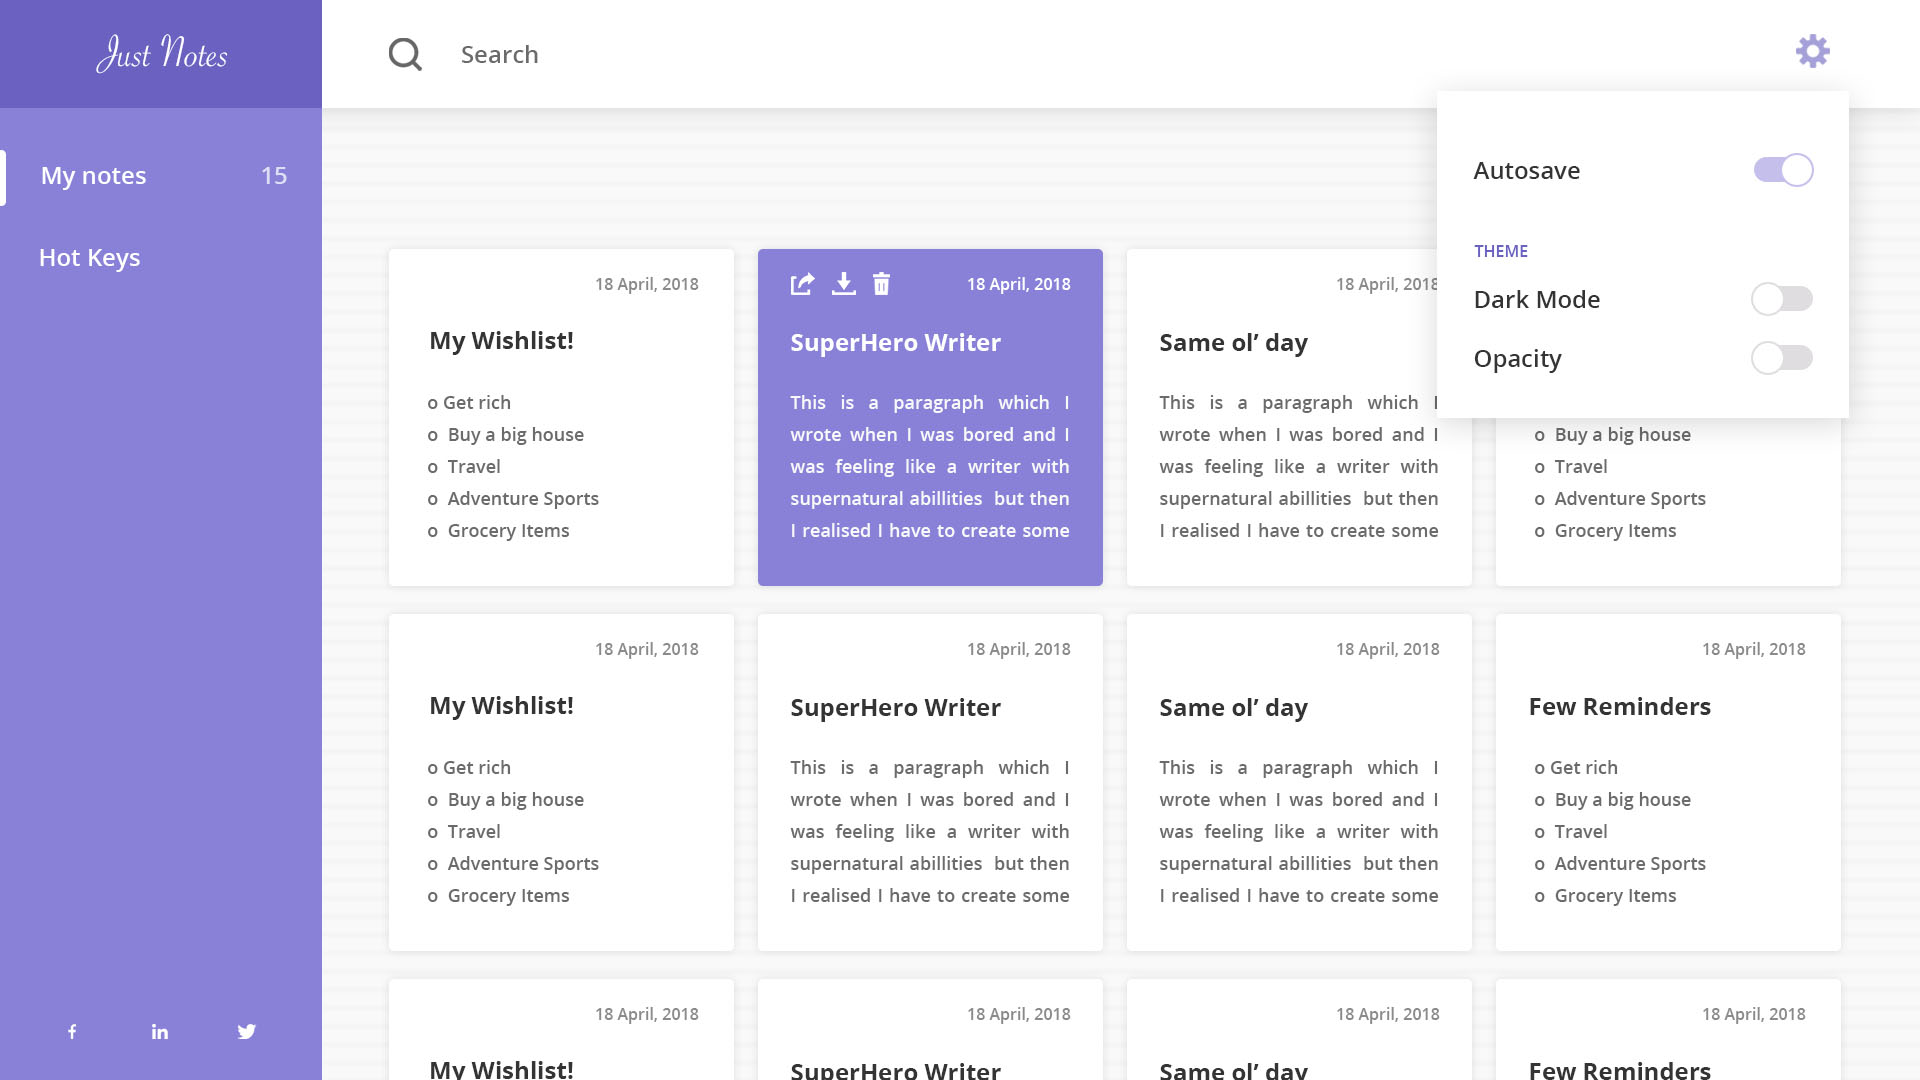 Just Notes
Search
My notes 15
Hot Keys
Autosave
THEME
Dark Mode
Opacity
18 April, 2018
My Wishlist!
o Get rich
o Buy a big house
o Travel
o Adventure Sports
o Grocery Items
18 April, 2018
SuperHero Writer
This is a paragraph which I
wrote when I was bored and I
was feeling like a writer with
supernatural abillities but then
I realised I have to create some
18 April, 2018
Same ol’ day
This is a paragraph which I
wrote when I was bored and I
was feeling like a writer with
supernatural abillities but then
I realised I have to create some
o Buy a big house
o Travel
o Adventure Sports
o Grocery Items
18 April, 2018
My Wishlist!
o Get rich
o Buy a big house
o Travel
o Adventure Sports
o Grocery Items
18 April, 2018
SuperHero Writer
This is a paragraph which I
wrote when I was bored and I
was feeling like a writer with
supernatural abillities but then
I realised I have to create some
18 April, 2018
Same ol’ day
This is a paragraph which I
wrote when I was bored and I
was feeling like a writer with
supernatural abillities but then
I realised I have to create some
18 April, 2018
Few Reminders
o Get rich
o Buy a big house
o Travel
o Adventure Sports
o Grocery Items
18 April, 2018
My Wishlist!
18 April, 2018
SuperHero Writer
18 April, 2018
Same ol’ day
18 April, 2018
Few Reminders
f
in